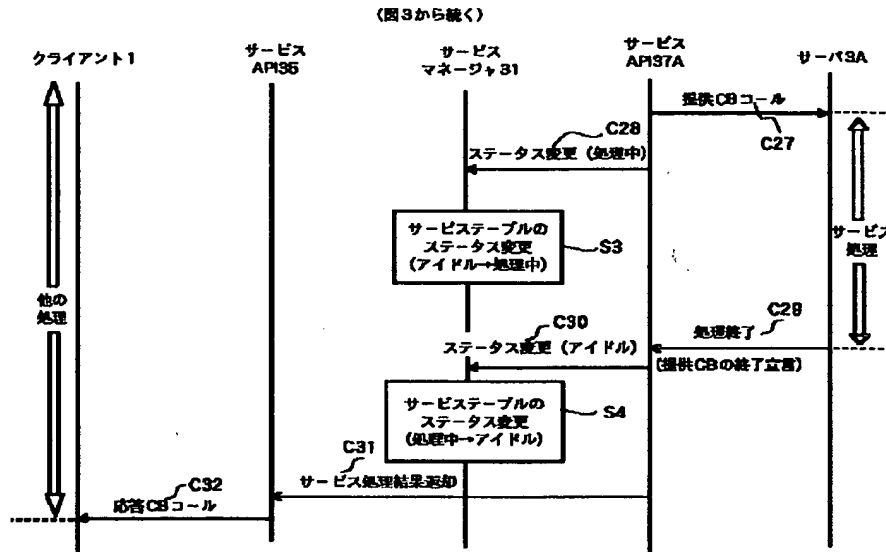 (図3から続く)
クライアント1
サービス
API35
サービス
マネージャ31
サービス
API37A
サーバ3A
提供CBコール
C27
C28
ステータス変更(処理中)
サービステーブルの
ステータス変更
(アイドル→処理中)
S3
サービス
処理
他の
処理
C29
処理終了
C30
ステータス変更(アイドル)
(提供CBの終了宣言)
サービステーブルの
ステータス変更
(処理中→アイドル)
S4
C31
サービス処理結果返却
C32
応答CBコール